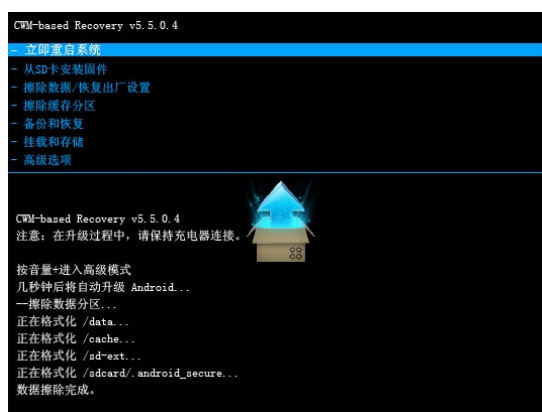 CWM-based Recovery v5.5.0.4
- 立即重启系统
- 从SD卡安装固件
- 擦除数据/恢复出厂设置
- 擦除缓存分区
- 备份和恢复
- 挂载和存储
- 高级选项
CWM-based Recovery v5.5.0.4
注意：在升级过程中，请保持充电器连接。
按音量+进入高级模式
几秒钟后将自动升级 Android...
--擦除数据分区...
正在格式化 /data...
正在格式化 /cache...
正在格式化 /sd-ext...
正在格式化 /sdcard/.android_secure...
数据擦除完成。